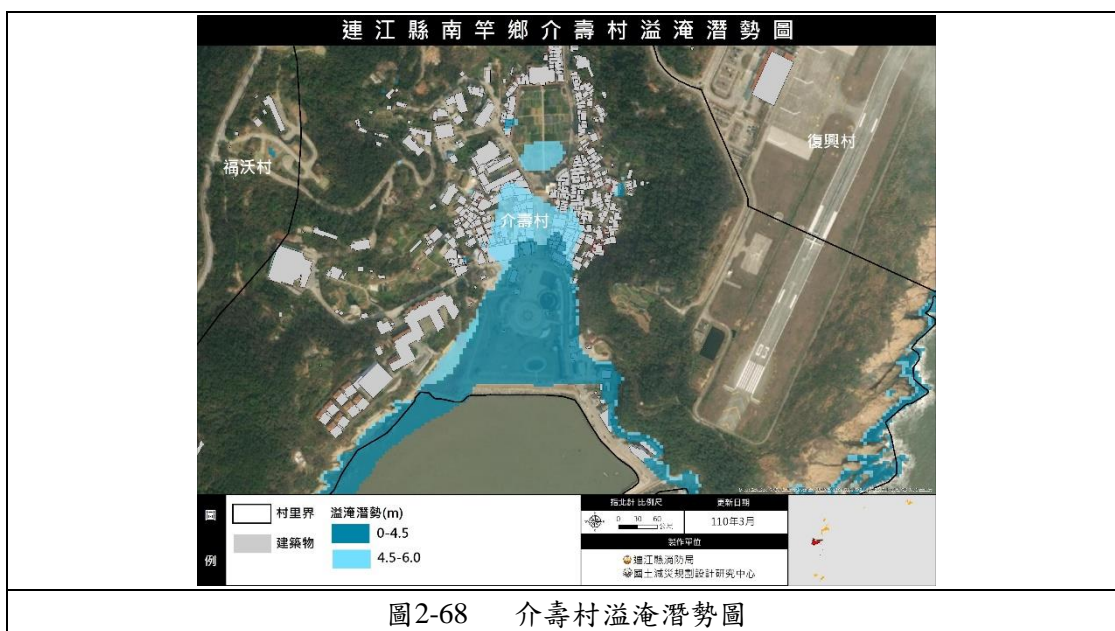 連江縣南竿鄉介壽村溢淹潛勢圖
福沃村
復興村
介壽村
圖例
村里界
建築物
溢淹潛勢(m)
0-4.5
4.5-6.0
指北針 比例尺
0 30 60
公尺
更新日期
110年3月
製作單位
連江縣消防局
國土減災規劃設計研究中心
圖2-68 介壽村溢淹潛勢圖